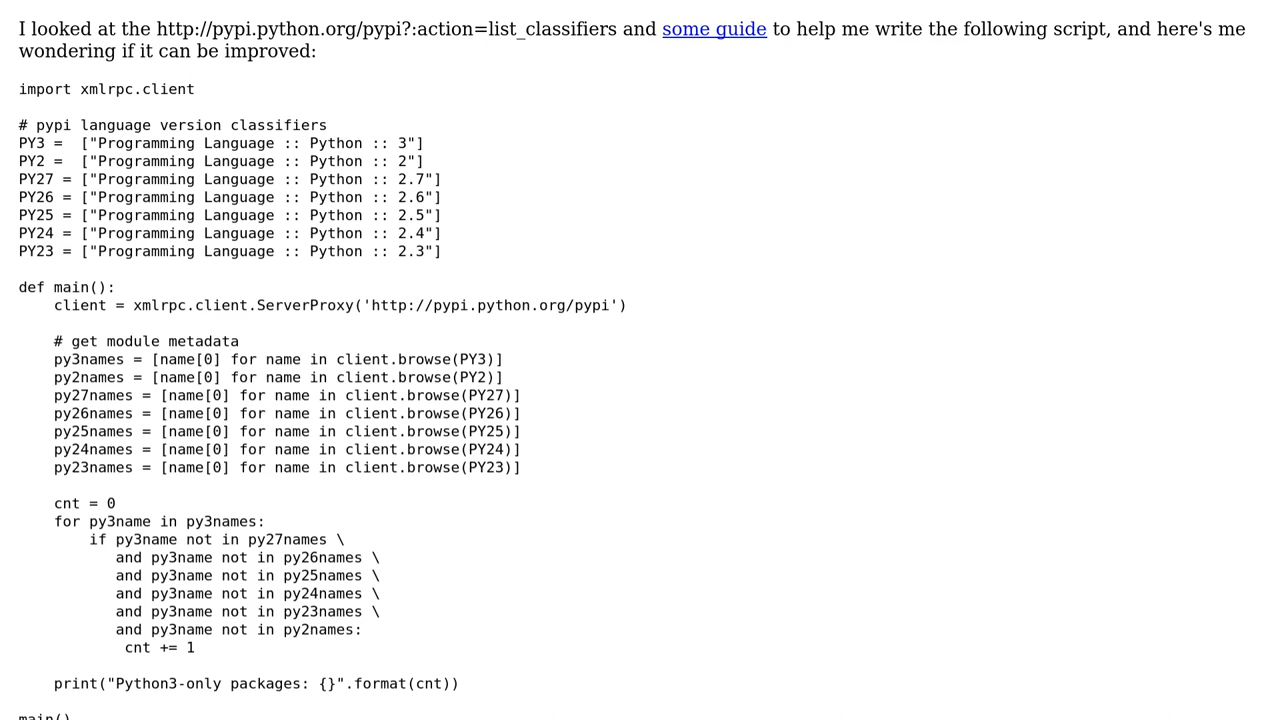 I looked at the http://pypi.python.org/pypi?:action=list_classifiers and some guide to help me write the following script, and here's me
wondering if it can be improved:
import xmlrpc.client
# pypi language version classifiers
PY3 =  ["Programming Language :: Python :: 3"]
PY2 =  ["Programming Language :: Python :: 2"]
PY27 = ["Programming Language :: Python :: 2.7"]
PY26 = ["Programming Language :: Python :: 2.6"]
PY25 = ["Programming Language :: Python :: 2.5"]
PY24 = ["Programming Language :: Python :: 2.4"]
PY23 = ["Programming Language :: Python :: 2.3"]
def main():
    client = xmlrpc.client.ServerProxy('http://pypi.python.org/pypi')
    # get module metadata
    py3names = [name[0] for name in client.browse(PY3)]
    py2names = [name[0] for name in client.browse(PY2)]
    py27names = [name[0] for name in client.browse(PY27)]
    py26names = [name[0] for name in client.browse(PY26)]
    py25names = [name[0] for name in client.browse(PY25)]
    py24names = [name[0] for name in client.browse(PY24)]
    py23names = [name[0] for name in client.browse(PY23)]
    cnt = 0
    for py3name in py3names:
        if py3name not in py27names \
           and py3name not in py26names \
           and py3name not in py25names \
           and py3name not in py24names \
           and py3name not in py23names \
           and py3name not in py2names:
            cnt += 1
    print("Python3-only packages: {}".format(cnt))
main()